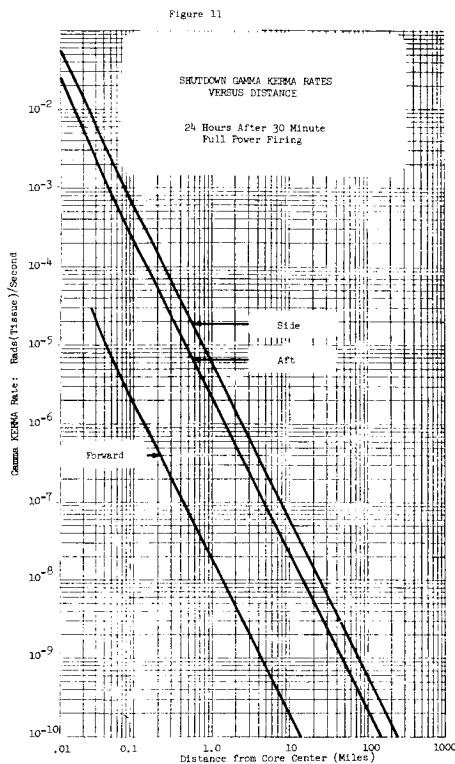 Figure 11
SHUTDOWN GAMMA KERMA RATES
VERSUS DISTANCE
24 Hours After 30 Minute
Full Power Firing
Gamma KERMA Rate: Rads(Tissue)/Second
10-2
10-3
10-4
10-5
10-6
10-7
10-8
10-9
10-10
Side
Aft
Forward
.01
0.1
1.0
10
100
1000
Distance from Core Center (Miles)